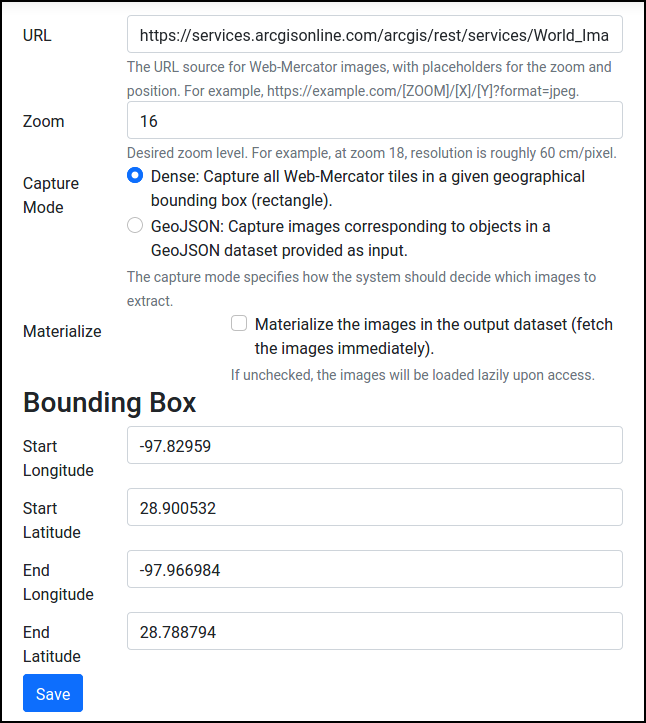 URL
https://services.arcgisonline.com/arcgis/rest/services/World_Ima
The URL source for Web-Mercator images, with placeholders for the zoom and
position. For example, https://example.com/[ZOOM]/[X]/[Y]?format=jpeg.
Zoom
16
Desired zoom level. For example, at zoom 18, resolution is roughly 60 cm/pixel.
Capture
Mode
Dense: Capture all Web-Mercator tiles in a given geographical
bounding box (rectangle).
GeoJSON: Capture images corresponding to objects in a
GeoJSON dataset provided as input.
The capture mode specifies how the system should decide which images to
extract.
Materialize
Materialize the images in the output dataset (fetch
the images immediately).
If unchecked, the images will be loaded lazily upon access.
Bounding Box
Start
Longitude
-97.82959
Start
Latitude
28.900532
End
Longitude
-97.966984
End
Latitude
28.788794
Save